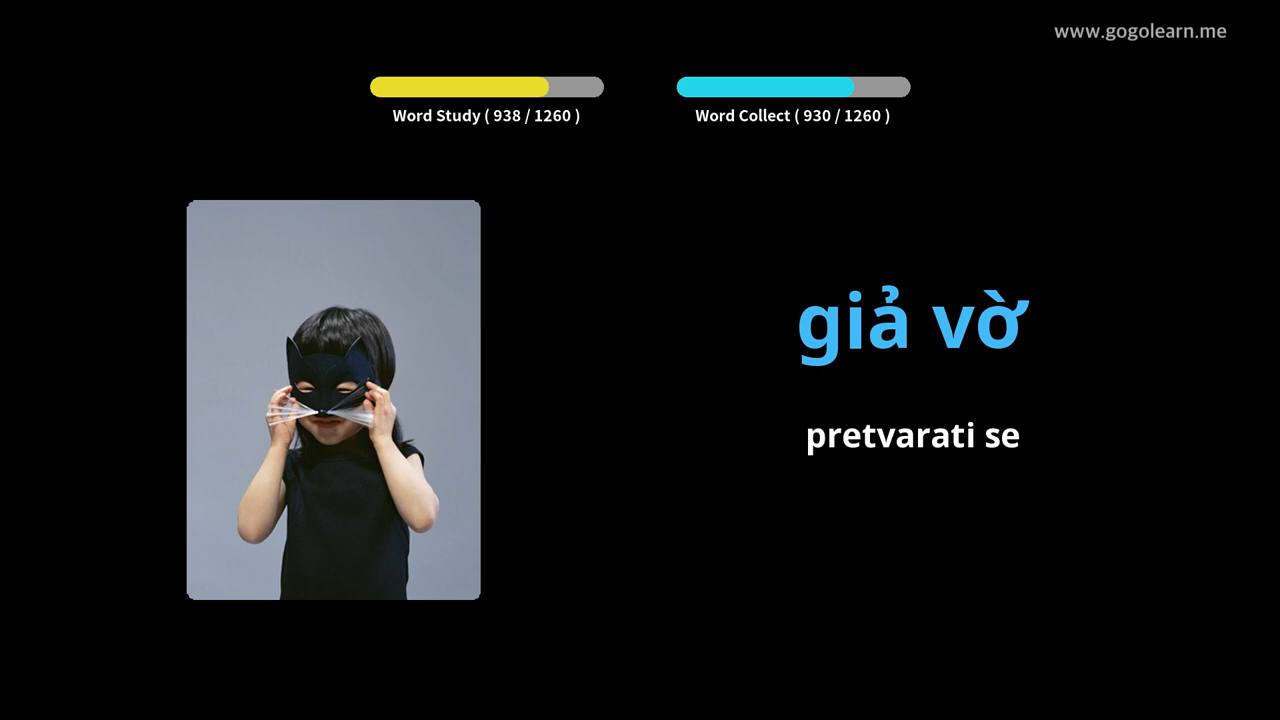 www.gogolearn.me
Word Study ( 938 / 1260 )
Word Collect ( 930 / 1260 )
giả vờ
pretvarati se